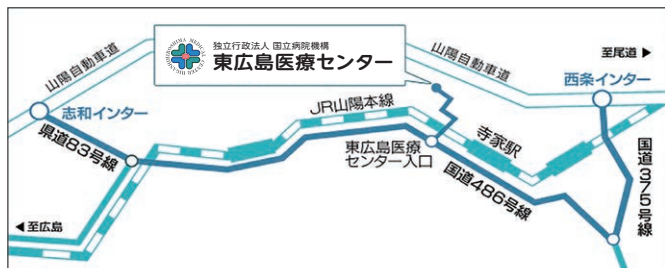 独立行政法人 国立病院機構
東広島医療センター
山陽自動車道
山陽自動車道
至尾道 ▶
西条インター
志和インター
JR山陽本線
寺家駅
県道83号線
東広島医療
センター入口
国道486号線
国道375号線
◀ 至広島